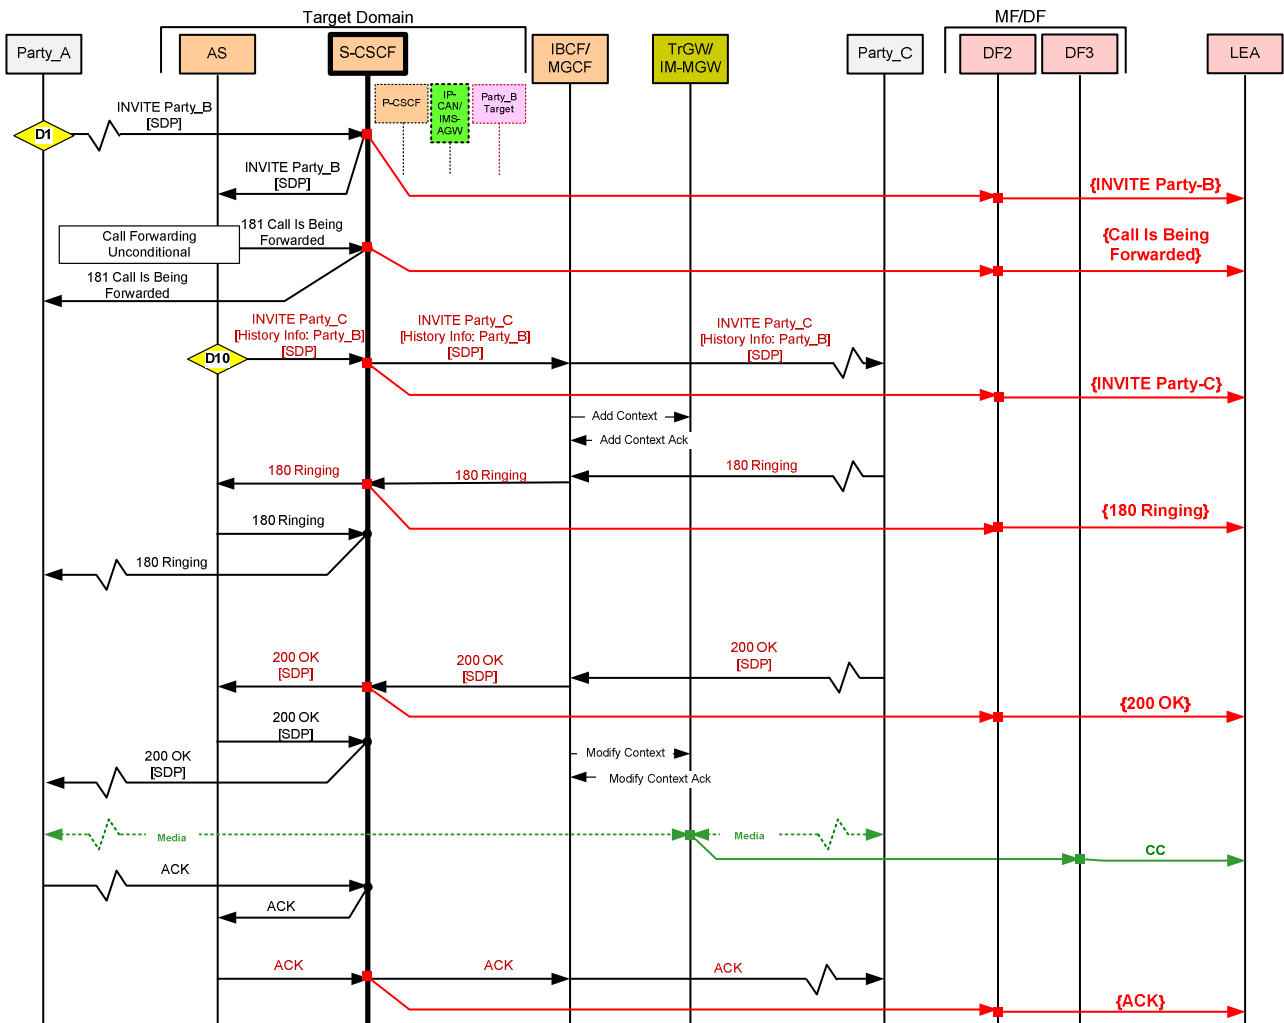 Target Domain
MF/DF
Party_A
AS
S-CSCF
IBCF/
MGCF
TrGW/
IM-MGW
Party_C
DF2
DF3
LEA
P-CSCF
IP-
CAN/
IMS-
AGW
Party_B
Target
INVITE Party_B
[SDP]
D1
INVITE Party_B
[SDP]
{INVITE Party-B}
Call Forwarding
Unconditional
181 Call Is Being
Forwarded
{Call Is Being
Forwarded}
181 Call Is Being
Forwarded
INVITE Party_C
[History Info: Party_B]
[SDP]
D10
INVITE Party_C
[History Info: Party_B]
[SDP]
INVITE Party_C
[History Info: Party_B]
[SDP]
{INVITE Party-C}
Add Context
Add Context Ack
180 Ringing
180 Ringing
180 Ringing
{180 Ringing}
180 Ringing
180 Ringing
200 OK
[SDP]
200 OK
[SDP]
200 OK
[SDP]
{200 OK}
200 OK
[SDP]
200 OK
[SDP]
Modify Context
Modify Context Ack
Media
Media
CC
ACK
ACK
ACK
ACK
ACK
{ACK}